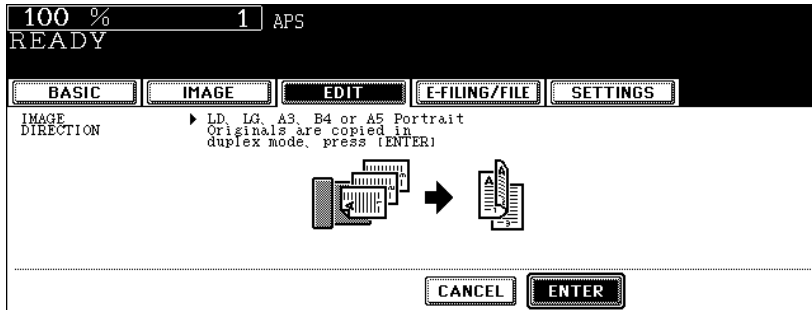 100 % 1 APS
READY
BASIC IMAGE EDIT E-FILING/FILE SETTINGS
IMAGE
DIRECTION
LD, LG, A3, B4 or A5 Portrait
Originals are copied in
duplex mode, press [ENTER]
CANCEL ENTER